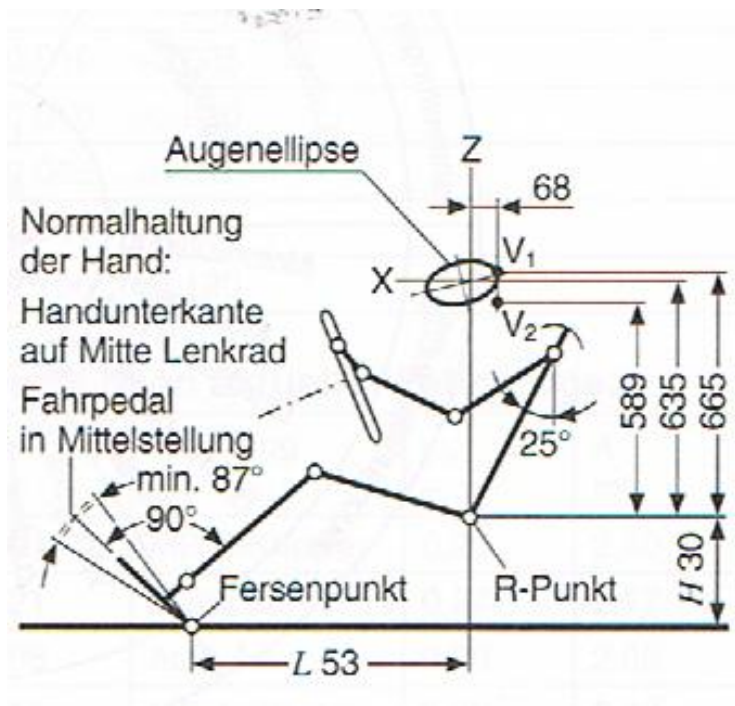 Augenellipse
Z
68
Normalhaltung
der Hand:
X
V1
Handunterkante
auf Mitte Lenkrad
V2
Fahrpedal
in Mittelstellung
589
635
665
25°
min. 87°
90°
Fersenpunkt
R-Punkt
H 30
L 53